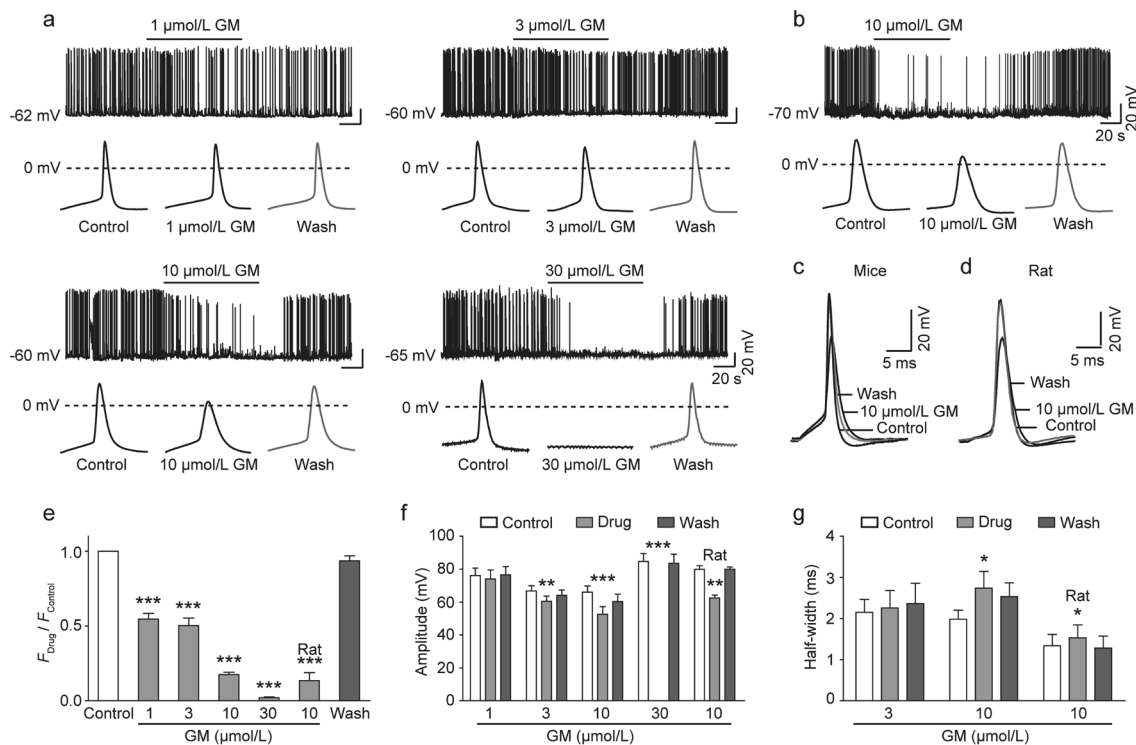 a
1 µmol/L GM
-62 mV
0 mV
Control
1 µmol/L GM
Wash
3 µmol/L GM
-60 mV
Control
3 µmol/L GM
Wash
b
10 µmol/L GM
-70 mV
20 s
20 mV
0 mV
Control
10 µmol/L GM
Wash
10 µmol/L GM
-60 mV
0 mV
Control
10 µmol/L GM
Wash
30 µmol/L GM
-65 mV
20 s
20 mV
0 mV
Control
30 µmol/L GM
Wash
c
Mice
20 mV
5 ms
Wash
10 µmol/L GM
Control
d
Rat
20 mV
5 ms
Wash
10 µmol/L GM
Control
e
F Drug / F Control
1.0
0.5
0.0
***
***
***
***
Rat
***
Control
1 3 10 30 10
Wash
GM (µmol/L)
f
Control Drug Wash
Amplitude (mV)
100
80
60
40
20
0
**
***
***
Rat
**
1 3 10 30 10
GM (µmol/L)
g
Control Drug Wash
Half-width (ms)
4
3
2
1
0
*
Rat
*
3 10 10
GM (µmol/L)